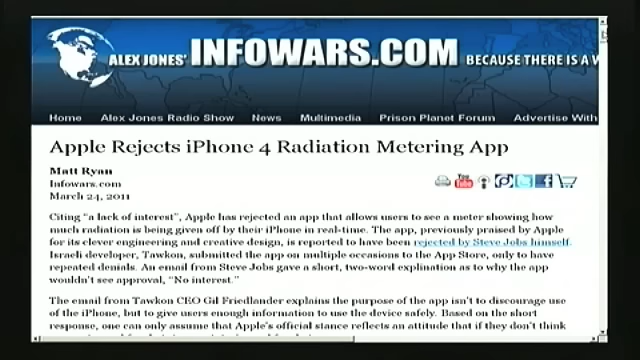 ALEX JONES' INFOWARS.COM BECAUSE THERE IS A
Home Alex Jones Radio Show News Multimedia Prison Planet Forum Advertise With
Apple Rejects iPhone 4 Radiation Metering App
Matt Ryan
Infowars.com
March 24, 2011
You Tube
Citing “a lack of interest”, Apple has rejected an app that allows users to see a meter showing how
much radiation is being given off by their iPhone in real-time. The app, previously praised by Apple
for its clever engineering and creative design, is reported to have been rejected by Steve Jobs himself.
Israeli developer, Tawkon, submitted the app on multiple occasions to the App Store, only to have
repeated denials. An email from Steve Jobs gave a short, two-word explination as to why the app
wouldn't see approval, “No interest.”
The email from Tawkon CEO Gil Friedlander explains the purpose of the app isn't to discourage use
of the iPhone, but to give users enough information to use the device safely. Based on the short
response, one can only assume that Apple's official stance reflects an attitude that if they don't think